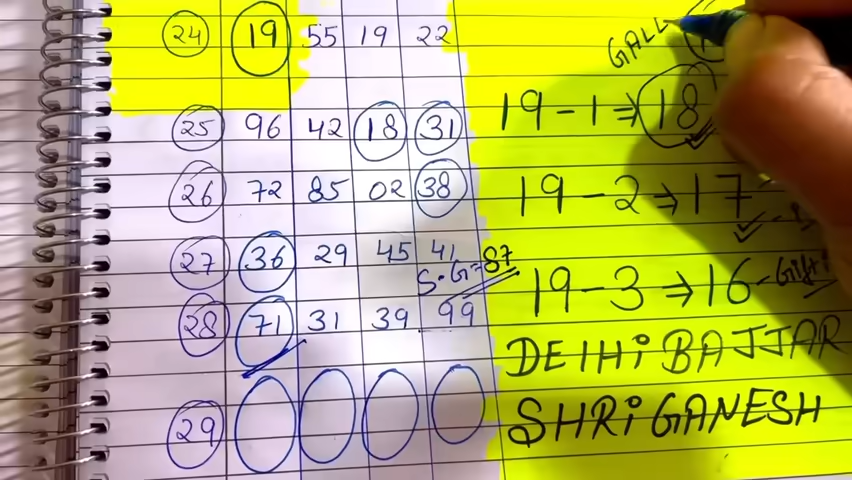 24 19 55 19 22
GALL
25 96 42 18 31
19-1⇒18
26 72 85 02 38
19-2→17
27 36 29 45 41
S.G=87
19-3→16-
28 71 31 39 99
DElHi BAJJAR
29
SHRi GANESH